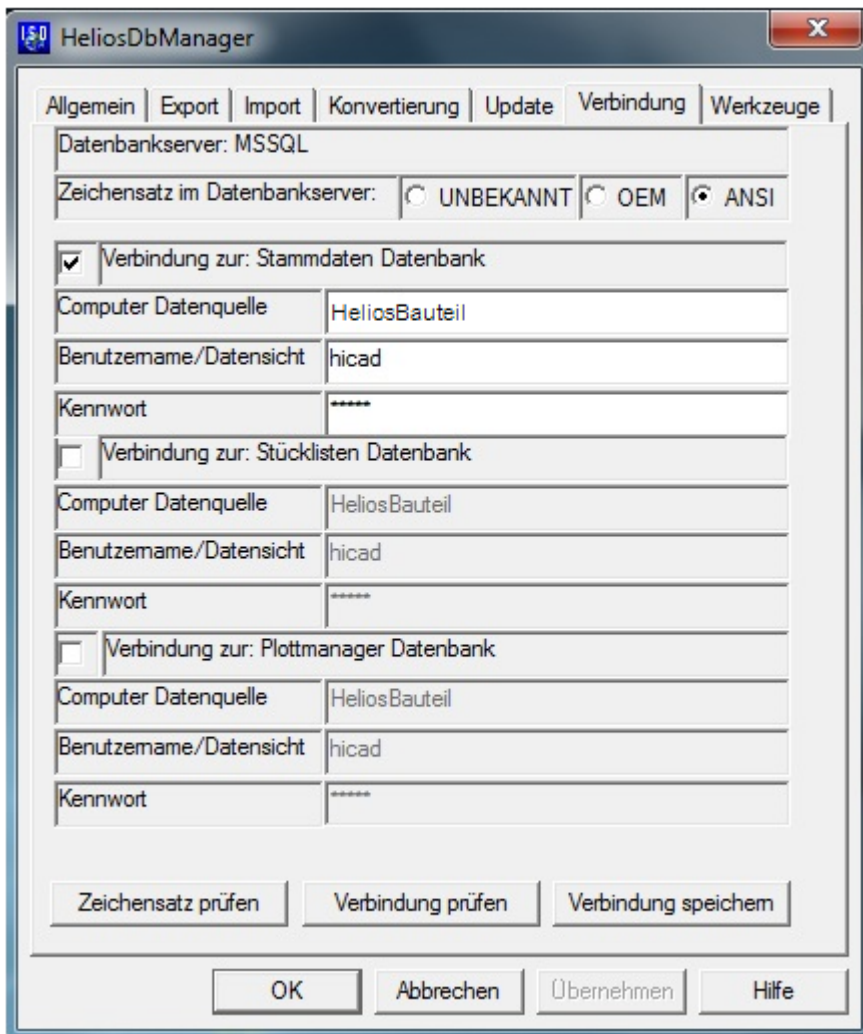 ISD HeliosDbManager
Allgemein Export Import Konvertierung Update Verbindung Werkzeuge
Datenbankserver: MSSQL
Zeichensatz im Datenbankserver: UNBEKANNT OEM ANSI
Verbindung zur: Stammdaten Datenbank
Computer Datenquelle HeliosBauteil
Benutzername/Datensicht hicad
Kennwort *****
Verbindung zur: Stücklisten Datenbank
Computer Datenquelle HeliosBauteil
Benutzername/Datensicht hicad
Kennwort *****
Verbindung zur: Plottmanager Datenbank
Computer Datenquelle HeliosBauteil
Benutzername/Datensicht hicad
Kennwort *****
Zeichensatz prüfen Verbindung prüfen Verbindung speichern
OK Abbrechen Übernehmen Hilfe